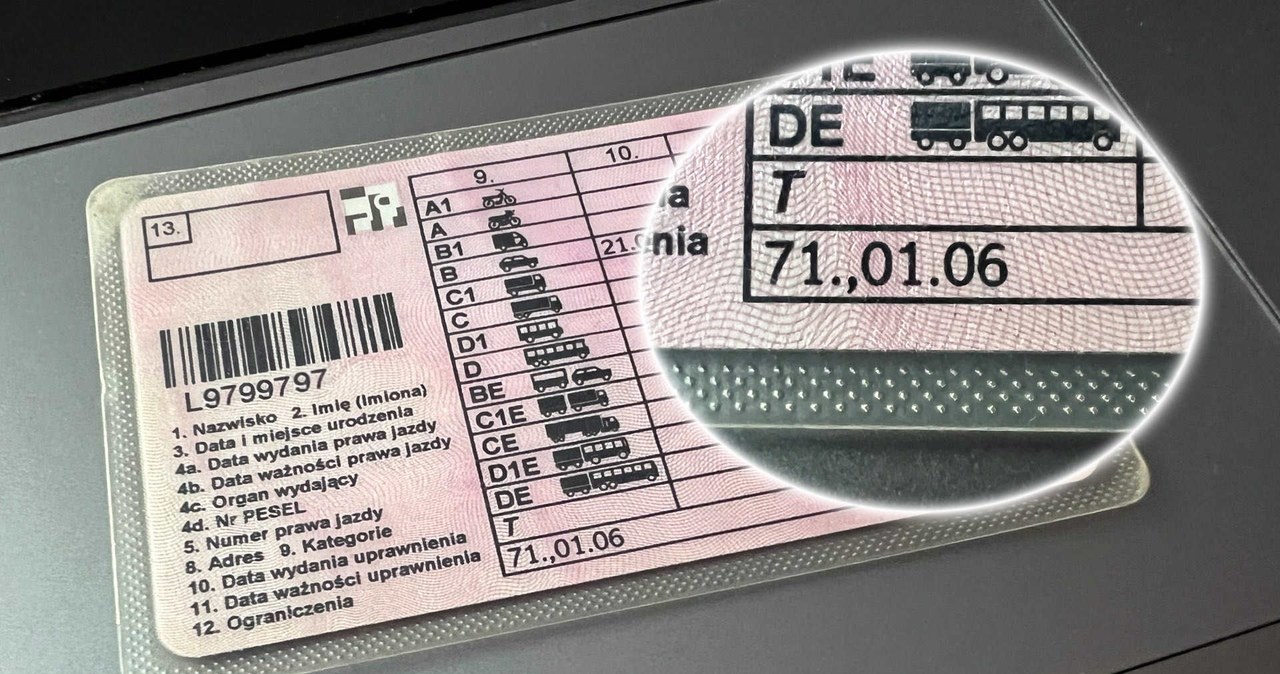 13.
L9799797
1. Nazwisko 2. Imię (Imiona)
3. Data i miejsce urodzenia
4a. Data wydania prawa jazdy
4b. Data ważności prawa jazdy
4c. Organ wydający
4d. Nr PESEL
5. Numer prawa jazdy
8. Adres 9. Kategorie
10. Data wydania uprawnienia
11. Data ważności uprawnienia
12. Ograniczenia
9. 10.
A1
A
B1
B 21.
C1
C
D1
D
BE
C1E
CE
D1E
DE
T
71.,01.06
DE
T
71.,01.06
nia